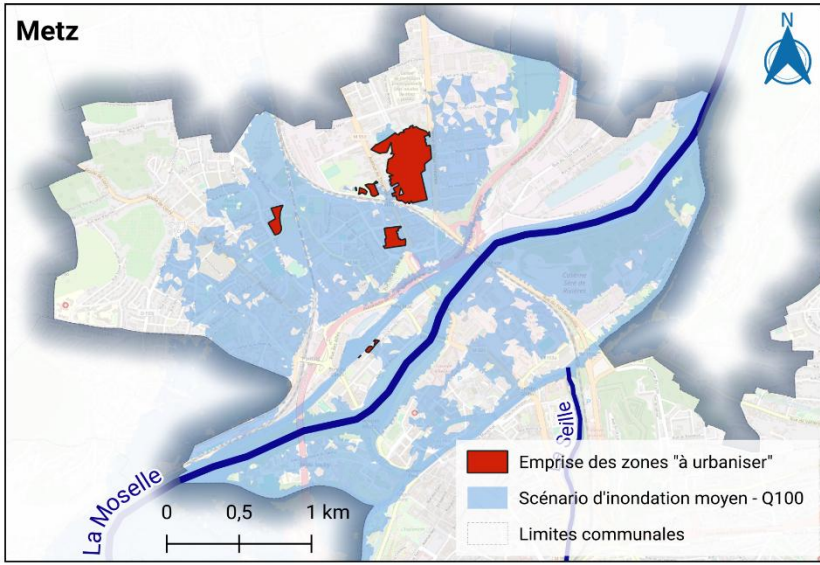 Metz
N
La Moselle
La Seille
0 0,5 1 km
Emprise des zones "à urbaniser"
Scénario d'inondation moyen - Q100
Limites communales